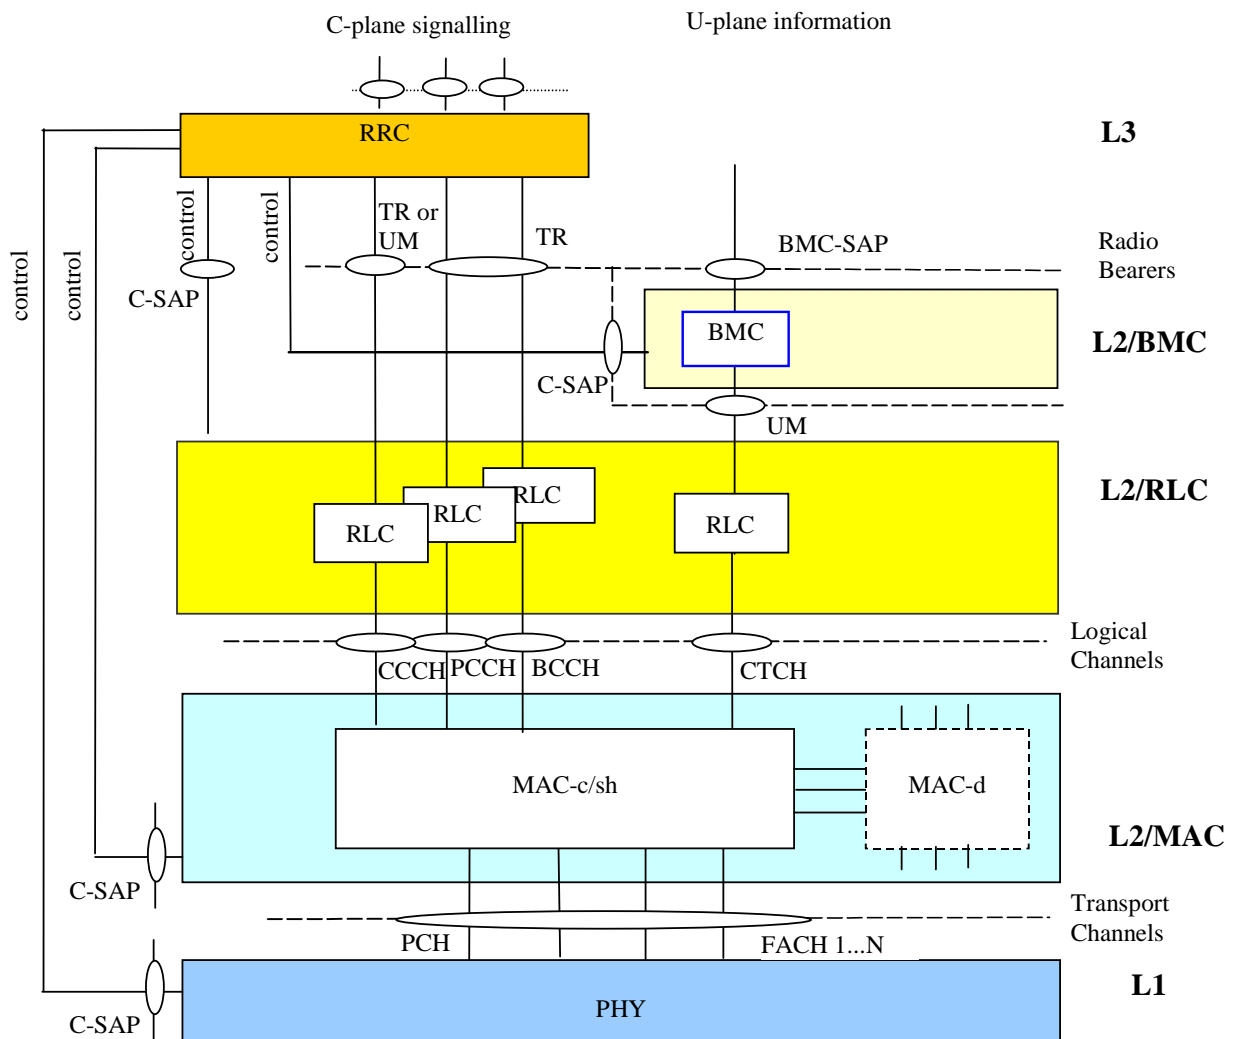 C-plane signalling
U-plane information
RRC
L3
control
control
control
control
TR or
UM
TR
BMC-SAP
Radio
Bearers
C-SAP
BMC
L2/BMC
C-SAP
UM
RLC
RLC
RLC
RLC
L2/RLC
Logical
Channels
CCCH
PCCH
BCCH
CTCH
MAC-c/sh
MAC-d
L2/MAC
C-SAP
Transport
Channels
PCH
FACH 1...N
L1
PHY
C-SAP